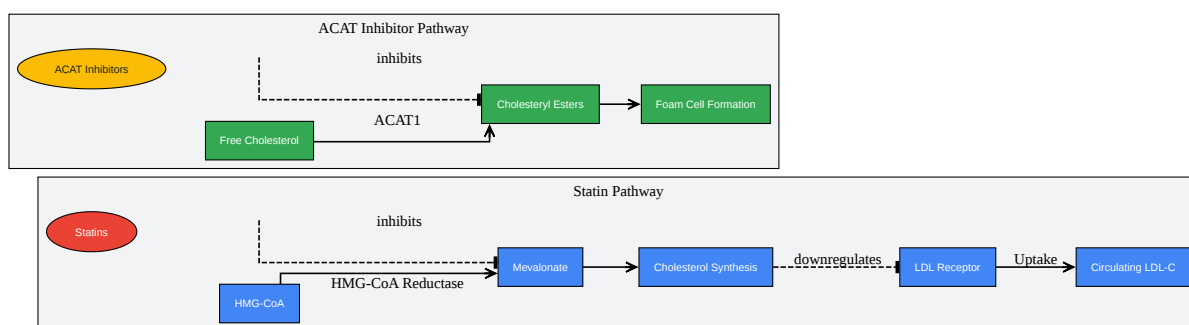 ACAT Inhibitor Pathway
ACAT Inhibitors
inhibits
Cholesteryl Esters
Foam Cell Formation
ACAT1
Free Cholesterol
Statin Pathway
Statins
inhibits
Mevalonate
Cholesterol Synthesis
downregulates
LDL Receptor
Uptake
Circulating LDL-C
HMG-CoA Reductase
HMG-CoA